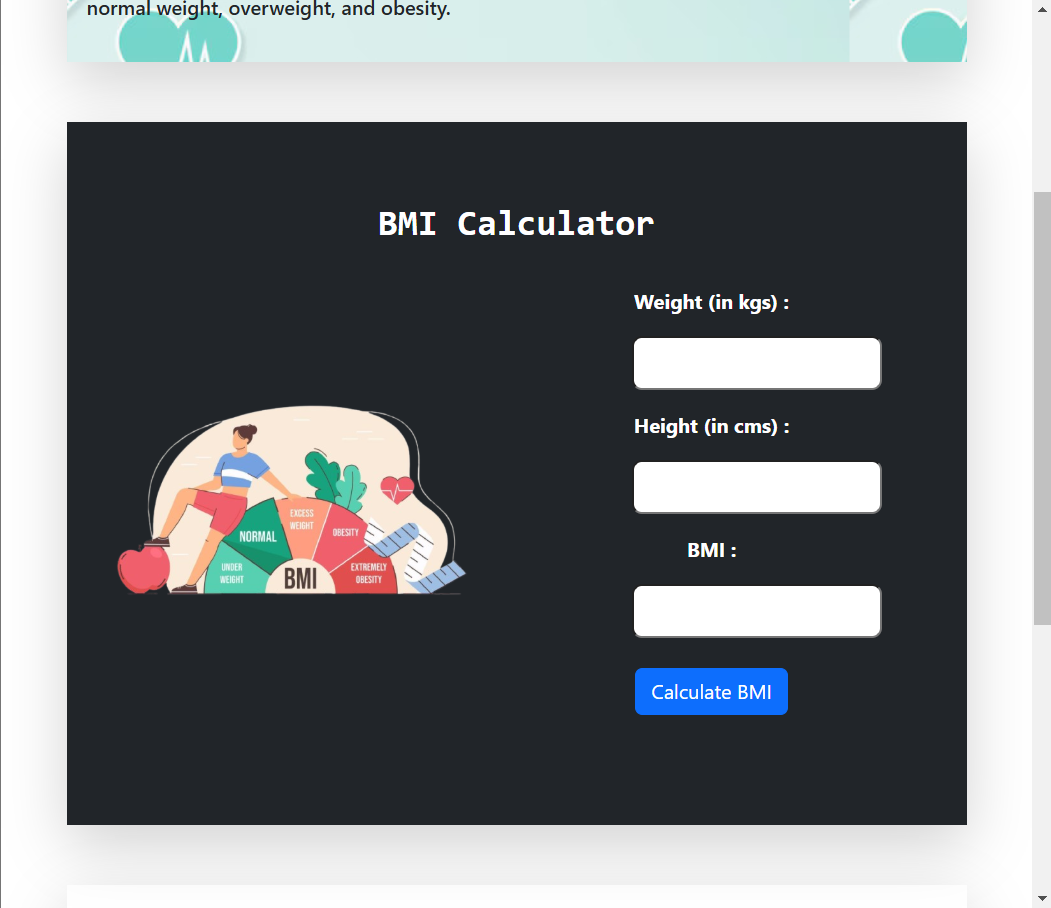 normal weight, overweight, and obesity.
BMI Calculator
Weight (in kgs) :
Height (in cms) :
BMI :
Calculate BMI
EXCESS
WEIGHT
NORMAL
OBESITY
UNDER
WEIGHT
EXTREMELY
OBESITY
BMI